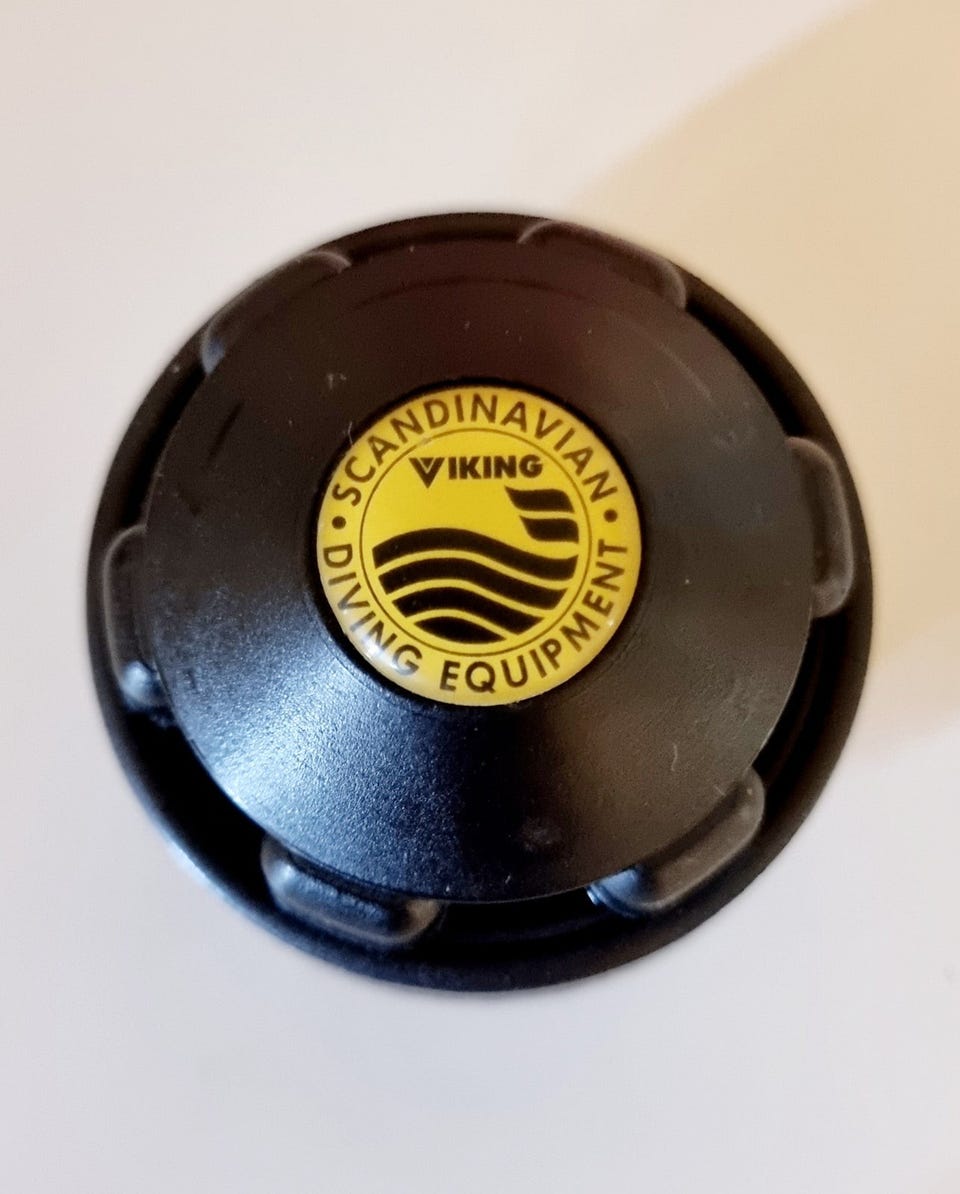 • SCANDINAVIAN •
VIKING
DIVING EQUIPMENT